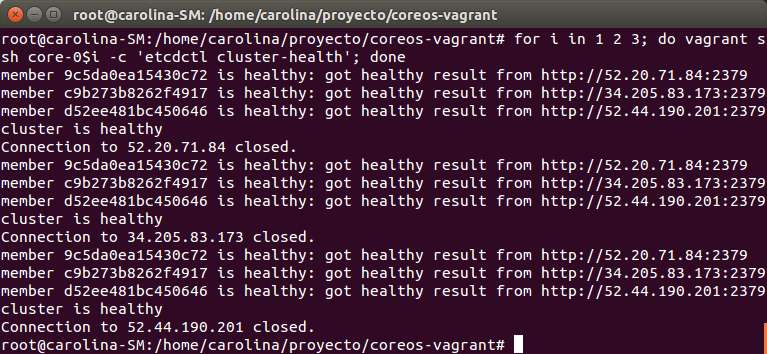 root@carolina-SM: /home/carolina/proyecto/coreos-vagrant
root@carolina-SM:/home/carolina/proyecto/coreos-vagrant# for i in 1 2 3; do vagrant s
sh core-0$i -c 'etcdctl cluster-health'; done
member 9c5da0ea15430c72 is healthy: got healthy result from http://52.20.71.84:2379
member c9b273b8262f4917 is healthy: got healthy result from http://34.205.83.173:2379
member d52ee481bc450646 is healthy: got healthy result from http://52.44.190.201:2379
cluster is healthy
Connection to 52.20.71.84 closed.
member 9c5da0ea15430c72 is healthy: got healthy result from http://52.20.71.84:2379
member c9b273b8262f4917 is healthy: got healthy result from http://34.205.83.173:2379
member d52ee481bc450646 is healthy: got healthy result from http://52.44.190.201:2379
cluster is healthy
Connection to 34.205.83.173 closed.
member 9c5da0ea15430c72 is healthy: got healthy result from http://52.20.71.84:2379
member c9b273b8262f4917 is healthy: got healthy result from http://34.205.83.173:2379
member d52ee481bc450646 is healthy: got healthy result from http://52.44.190.201:2379
cluster is healthy
Connection to 52.44.190.201 closed.
root@carolina-SM:/home/carolina/proyecto/coreos-vagrant#